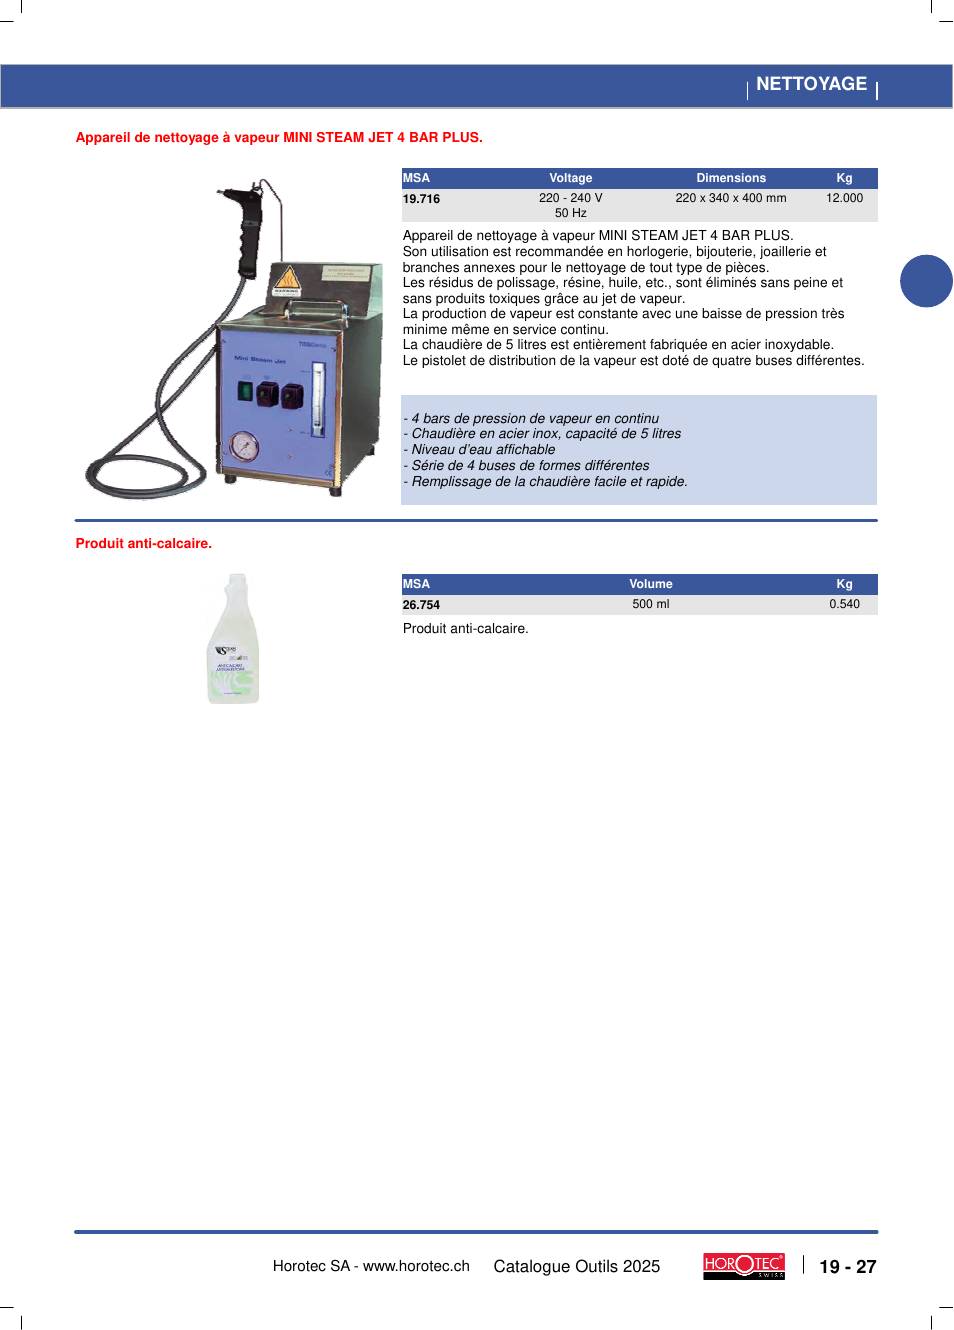 NETTOYAGE
Appareil de nettoyage à vapeur MINI STEAM JET 4 BAR PLUS.
MSA Voltage Dimensions Kg
19.716 220 - 240 V 220 x 340 x 400 mm 12.000
50 Hz
Appareil de nettoyage à vapeur MINI STEAM JET 4 BAR PLUS.
Son utilisation est recommandée en horlogerie, bijouterie, joaillerie et
branches annexes pour le nettoyage de tout type de pièces.
Les résidus de polissage, résine, huile, etc., sont éliminés sans peine et
sans produits toxiques grâce au jet de vapeur.
La production de vapeur est constante avec une baisse de pression très
minime même en service continu.
La chaudière de 5 litres est entièrement fabriquée en acier inoxydable.
Le pistolet de distribution de la vapeur est doté de quatre buses différentes.
WARNING
Mini Steam Jet
- 4 bars de pression de vapeur en continu
- Chaudière en acier inox, capacité de 5 litres
- Niveau d'eau affichable
- Série de 4 buses de formes différentes
- Remplissage de la chaudière facile et rapide.
Produit anti-calcaire.
MSA Volume Kg
26.754 500 ml 0.540
Produit anti-calcaire.
Horotec SA - www.horotec.ch Catalogue Outils 2025 HOROTEC SWISS 19 - 27